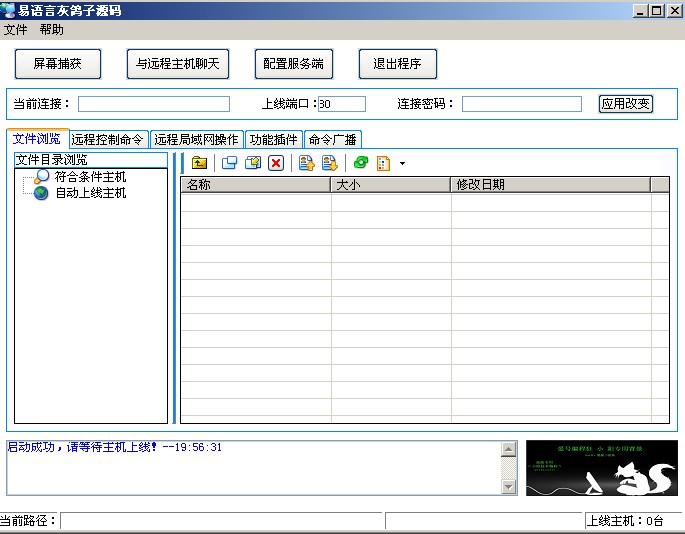 易语言灰鸽子源码
文件 帮助
屏幕捕获 与远程主机聊天 配置服务端 退出程序
当前连接： 上线端口：30 连接密码： 应用改变
文件浏览 远程控制命令 远程局域网操作 功能插件 命令广播
文件目录浏览
符合条件主机
自动上线主机
名称 大小 修改日期
启动成功，请等待主机上线！--19:56:31
当前路径： 上线主机：0台